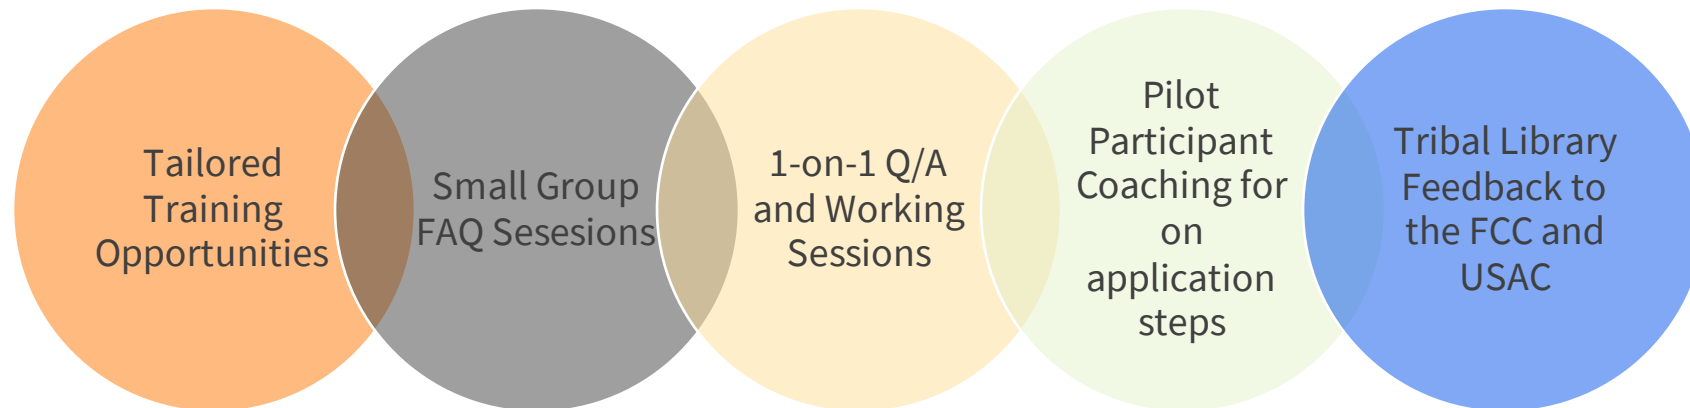 Tailored
Training
Opportunities
Small Group
FAQ Sesesions
1-on-1 Q/A
and Working
Sessions
Pilot
Participant
Coaching for
on
application
steps
Tribal Library
Feedback to
the FCC and
USAC